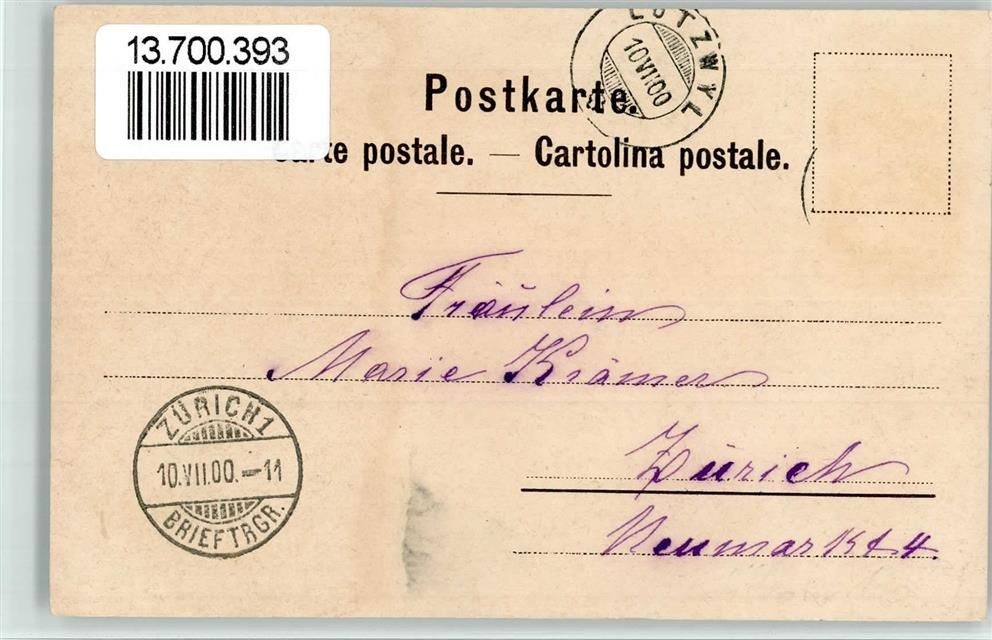 13.700.393
LOTZWYL
10 VII 00
Postkarte.
Carte postale. — Cartolina postale.
Fräulein
Marie Krämer
Zürich
Neumarkt 4.
ZÜRICH 1
10.VII.00.–11
BRIEFTRGR.